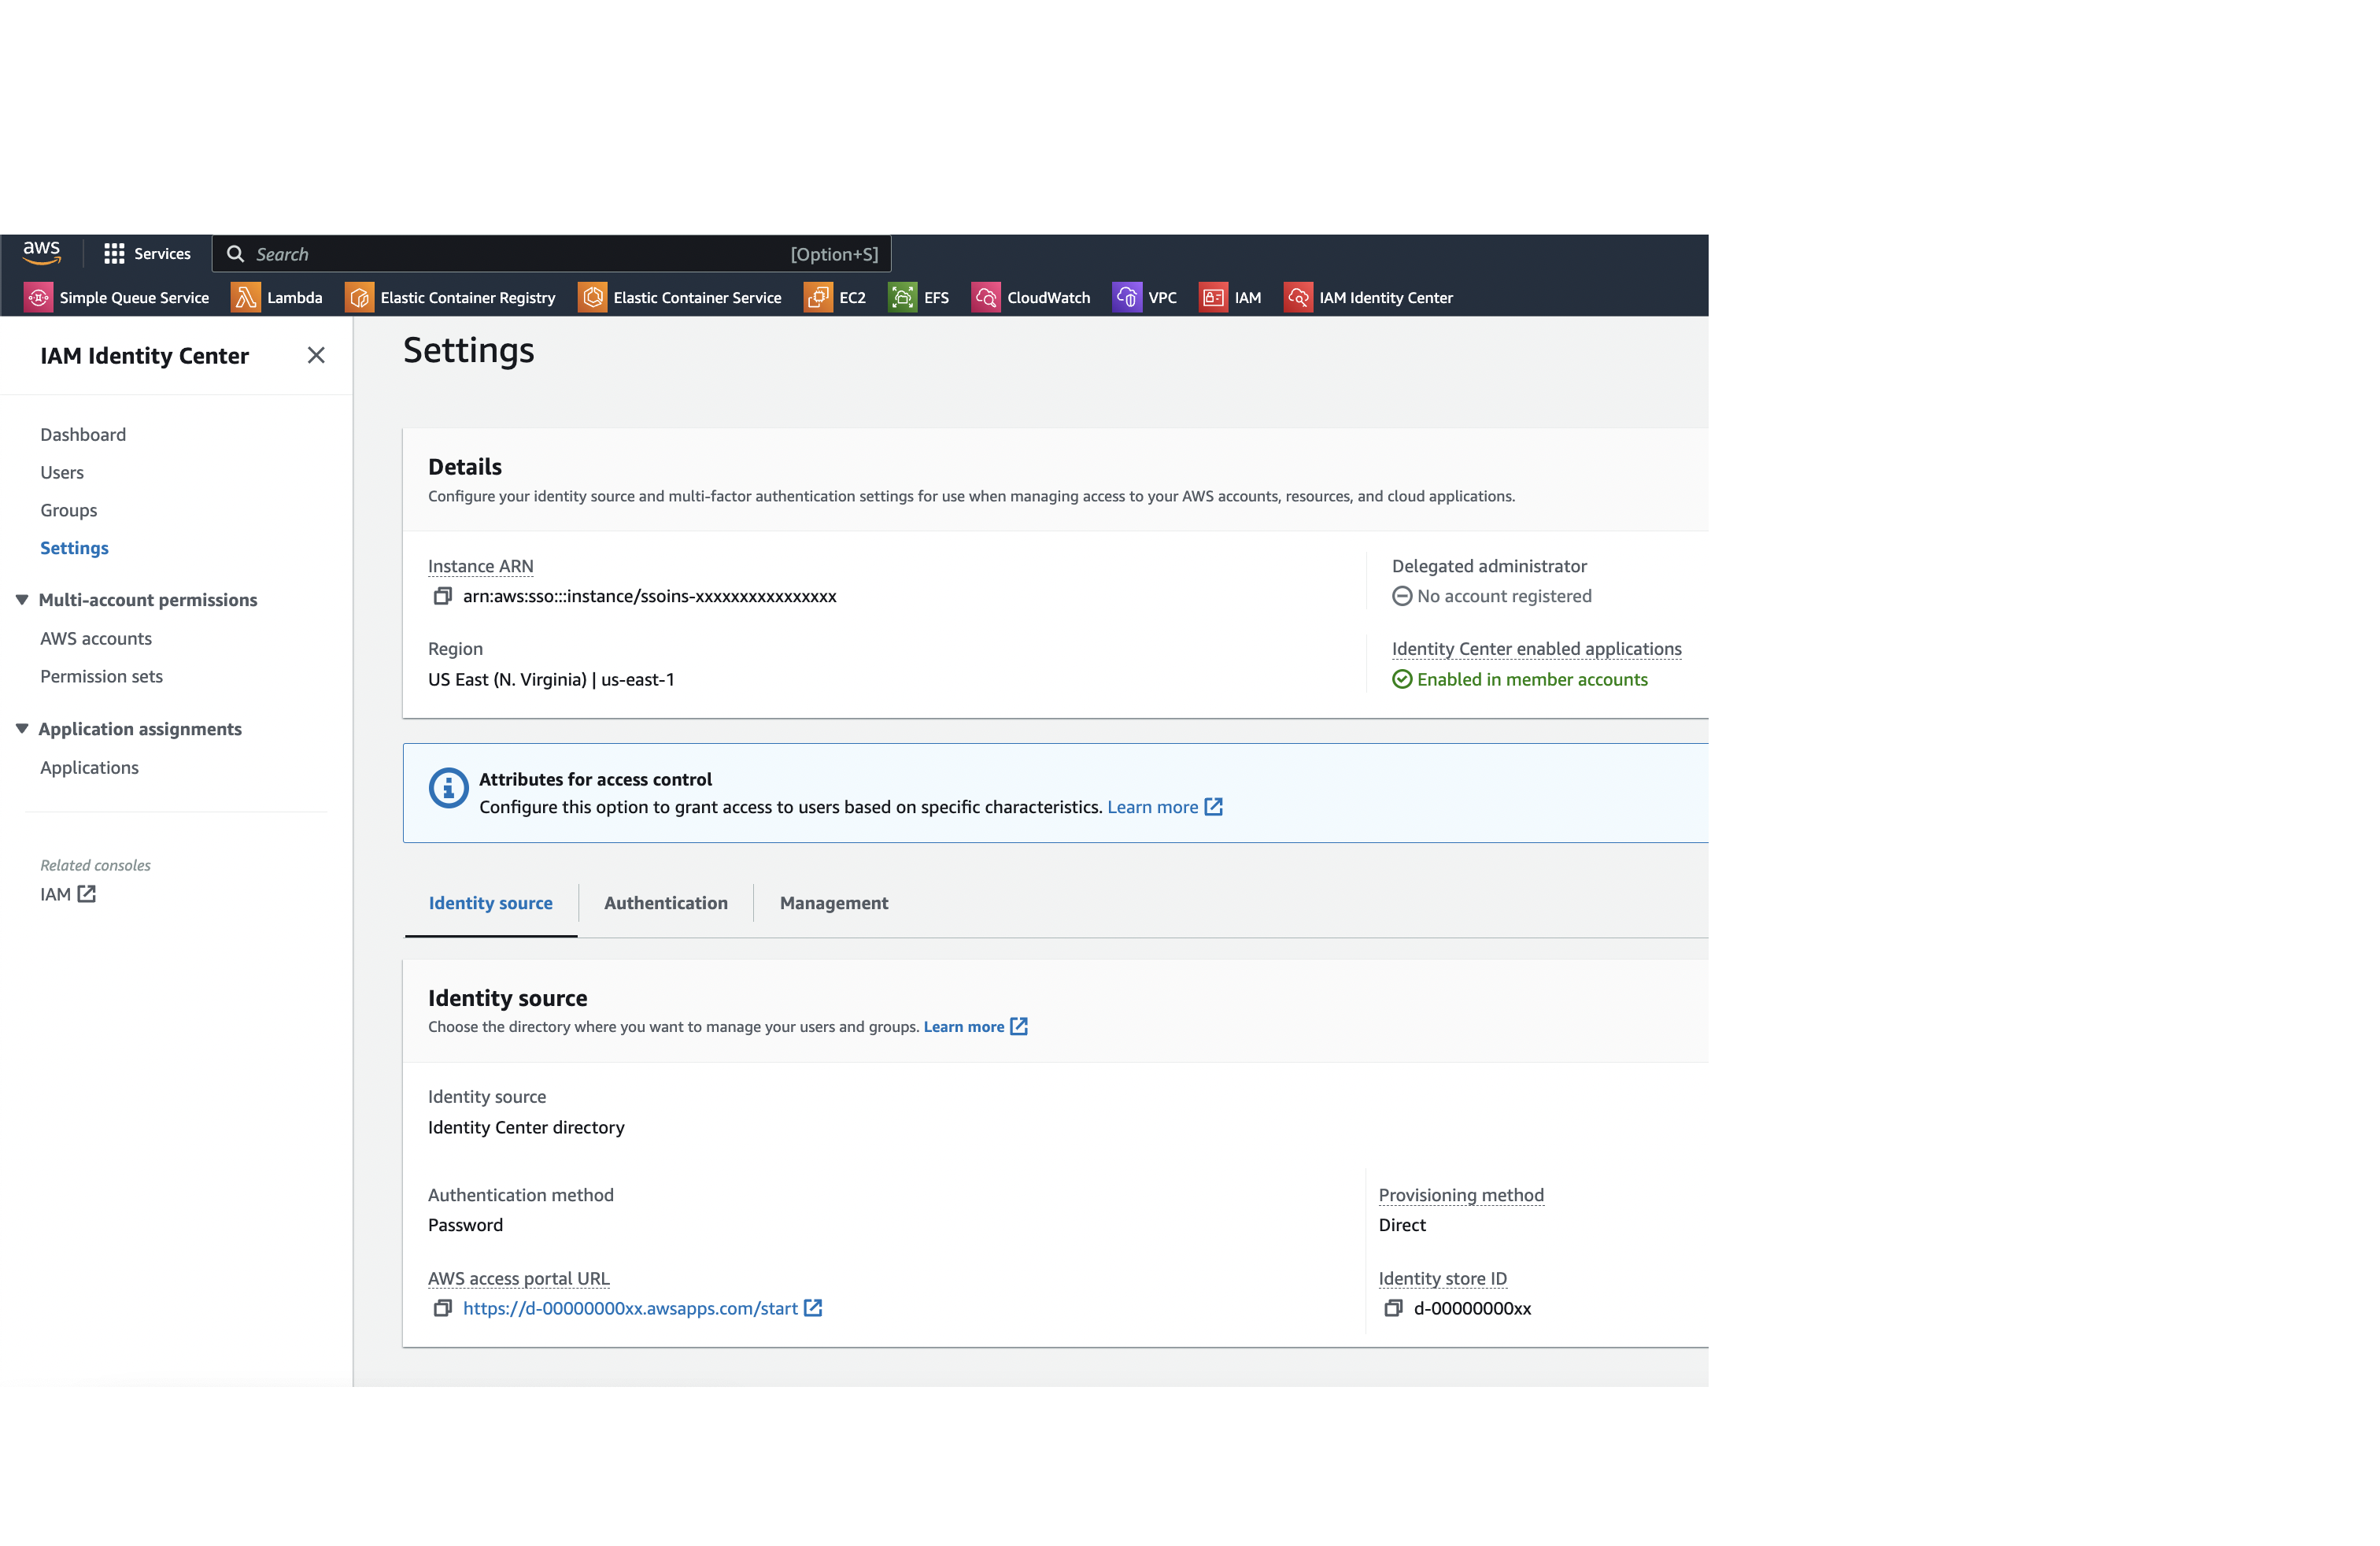 aws
Services
Search
[Option+S]
Simple Queue Service
Lambda
Elastic Container Registry
Elastic Container Service
EC2
EFS
CloudWatch
VPC
IAM
IAM Identity Center
IAM Identity Center
Dashboard
Users
Groups
Settings
Multi-account permissions
AWS accounts
Permission sets
Application assignments
Applications
Related consoles
IAM
Settings
Details
Configure your identity source and multi-factor authentication settings for use when managing access to your AWS accounts, resources, and cloud applications.
Instance ARN
arn:aws:sso:::instance/ssoins-xxxxxxxxxxxxxxxx
Delegated administrator
No account registered
Region
US East (N. Virginia) | us-east-1
Identity Center enabled applications
Enabled in member accounts
Attributes for access control
Configure this option to grant access to users based on specific characteristics. Learn more
Identity source
Authentication
Management
Identity source
Choose the directory where you want to manage your users and groups. Learn more
Identity source
Identity Center directory
Authentication method
Password
Provisioning method
Direct
AWS access portal URL
https://d-00000000xx.awsapps.com/start
Identity store ID
d-00000000xx